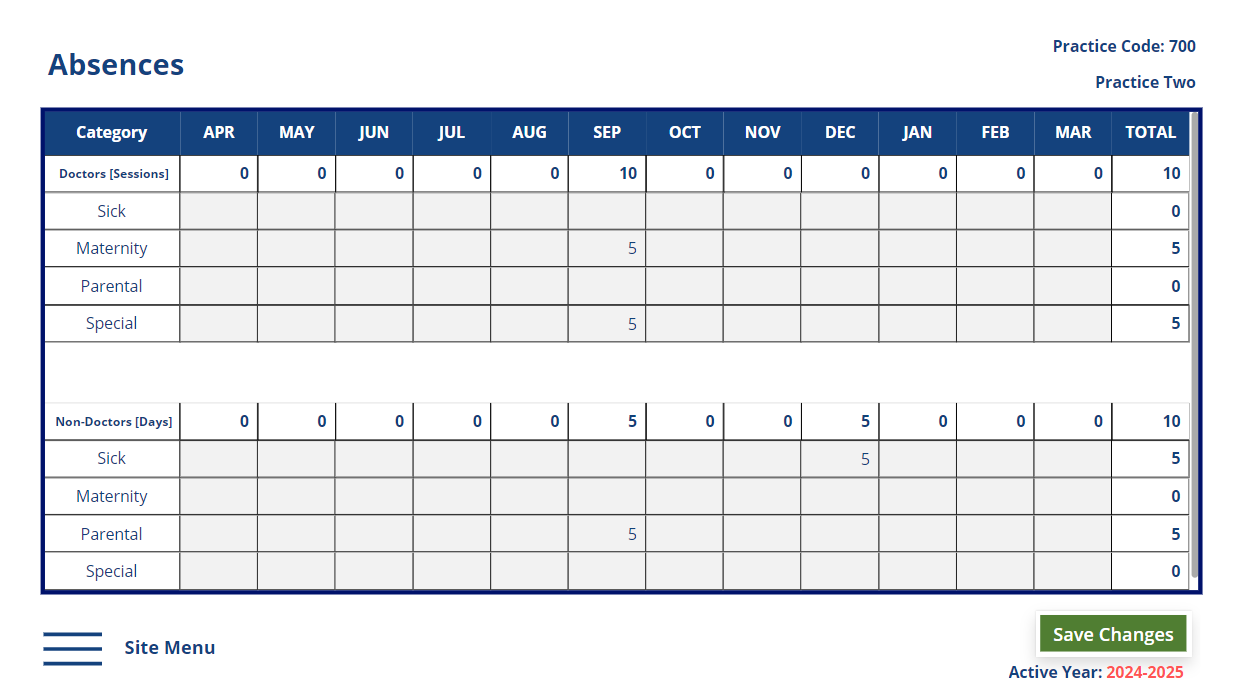 Practice Code: 700
Absences
Practice Two
Category APR MAY JUN JUL AUG SEP OCT NOV DEC JAN FEB MAR TOTAL
Doctors [Sessions] 0 0 0 0 0 10 0 0 0 0 0 0 10
Sick 0
Maternity 5 5
Parental 0
Special 5 5
Non-Doctors [Days] 0 0 0 0 0 5 0 0 5 0 0 0 10
Sick 5 5
Maternity 0
Parental 5 5
Special 0
Site Menu
Save Changes
Active Year: 2024-2025